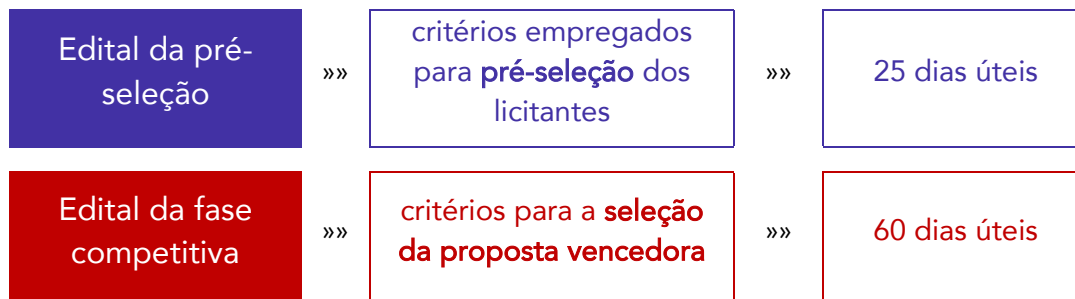 Edital da pré-
seleção
»»
critérios empregados
para pré-seleção dos
licitantes
»»
25 dias úteis
Edital da fase
competitiva
»»
critérios para a seleção
da proposta vencedora
»»
60 dias úteis